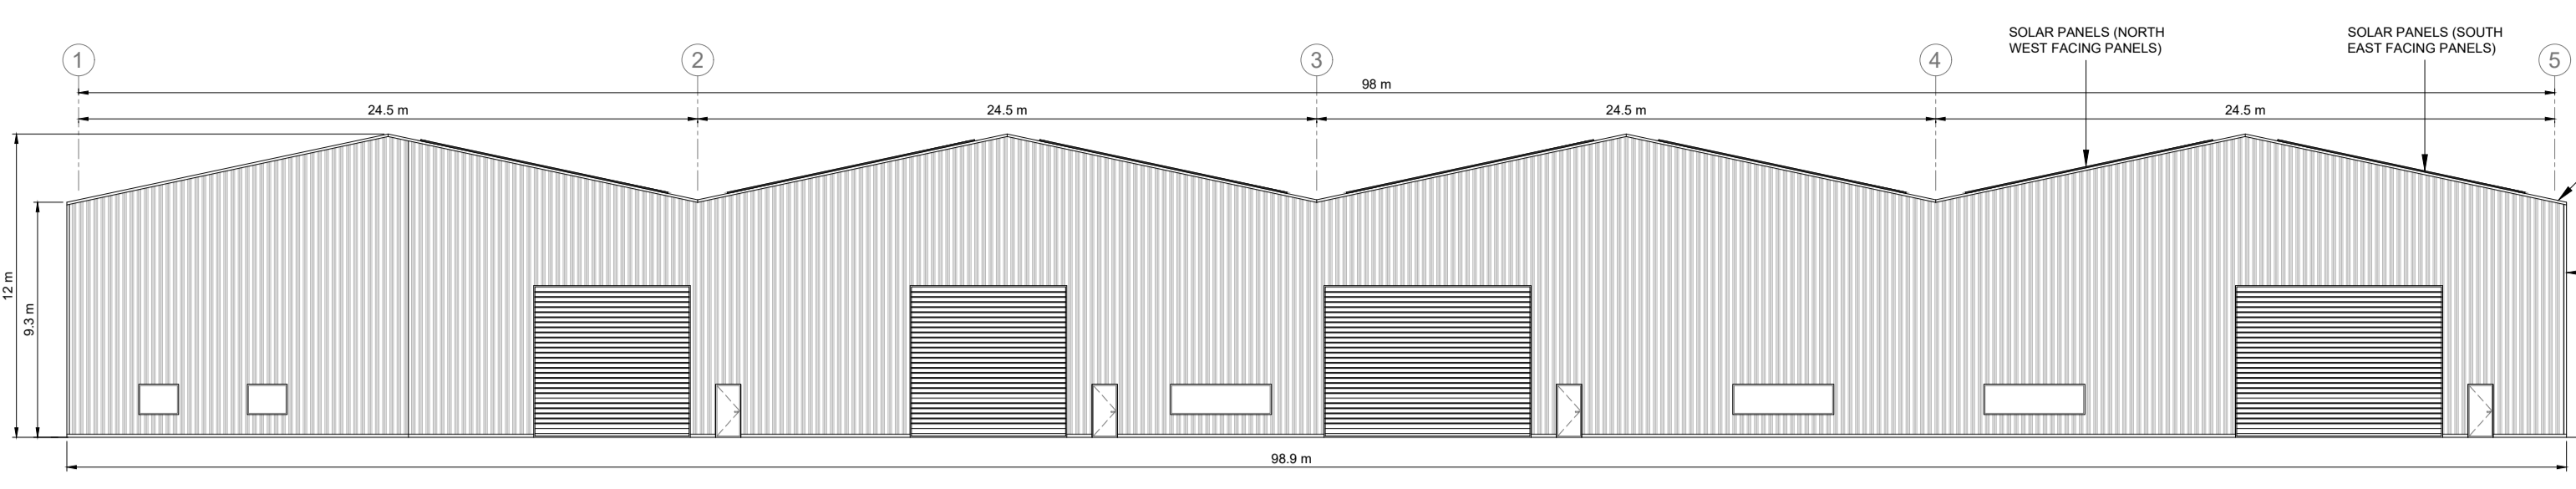 SOLAR PANELS (NORTH
WEST FACING PANELS)
SOLAR PANELS (SOUTH
EAST FACING PANELS)
1
2
3
4
5
98 m
24.5 m
24.5 m
24.5 m
24.5 m
12 m
9.3 m
98.9 m